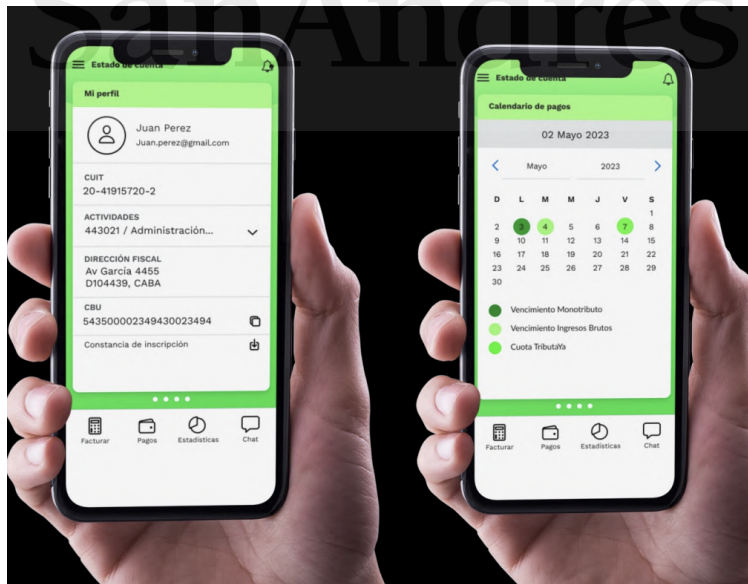 SanAndres
Estado de cuenta
Mi perfil
Juan Perez
Juan.perez@gmail.com
CUIT
20-41915720-2
ACTIVIDADES
443021 / Administración...
DIRECCIÓN FISCAL
Av García 4455
D104439, CABA
CBU
543500002349430023494
Constancia de inscripción
Facturar Pagos Estadísticas Chat
Estado de cuenta
Calendario de pagos
02 Mayo 2023
Mayo 2023
D L M M J V S
1
2 3 4 5 6 7 8
9 10 11 12 13 14 15
16 17 18 19 20 21 22
23 24 25 26 27 28 29
30
Vencimiento Monotributo
Vencimiento Ingresos Brutos
Cuota TributaYa
Facturar Pagos Estadísticas Chat